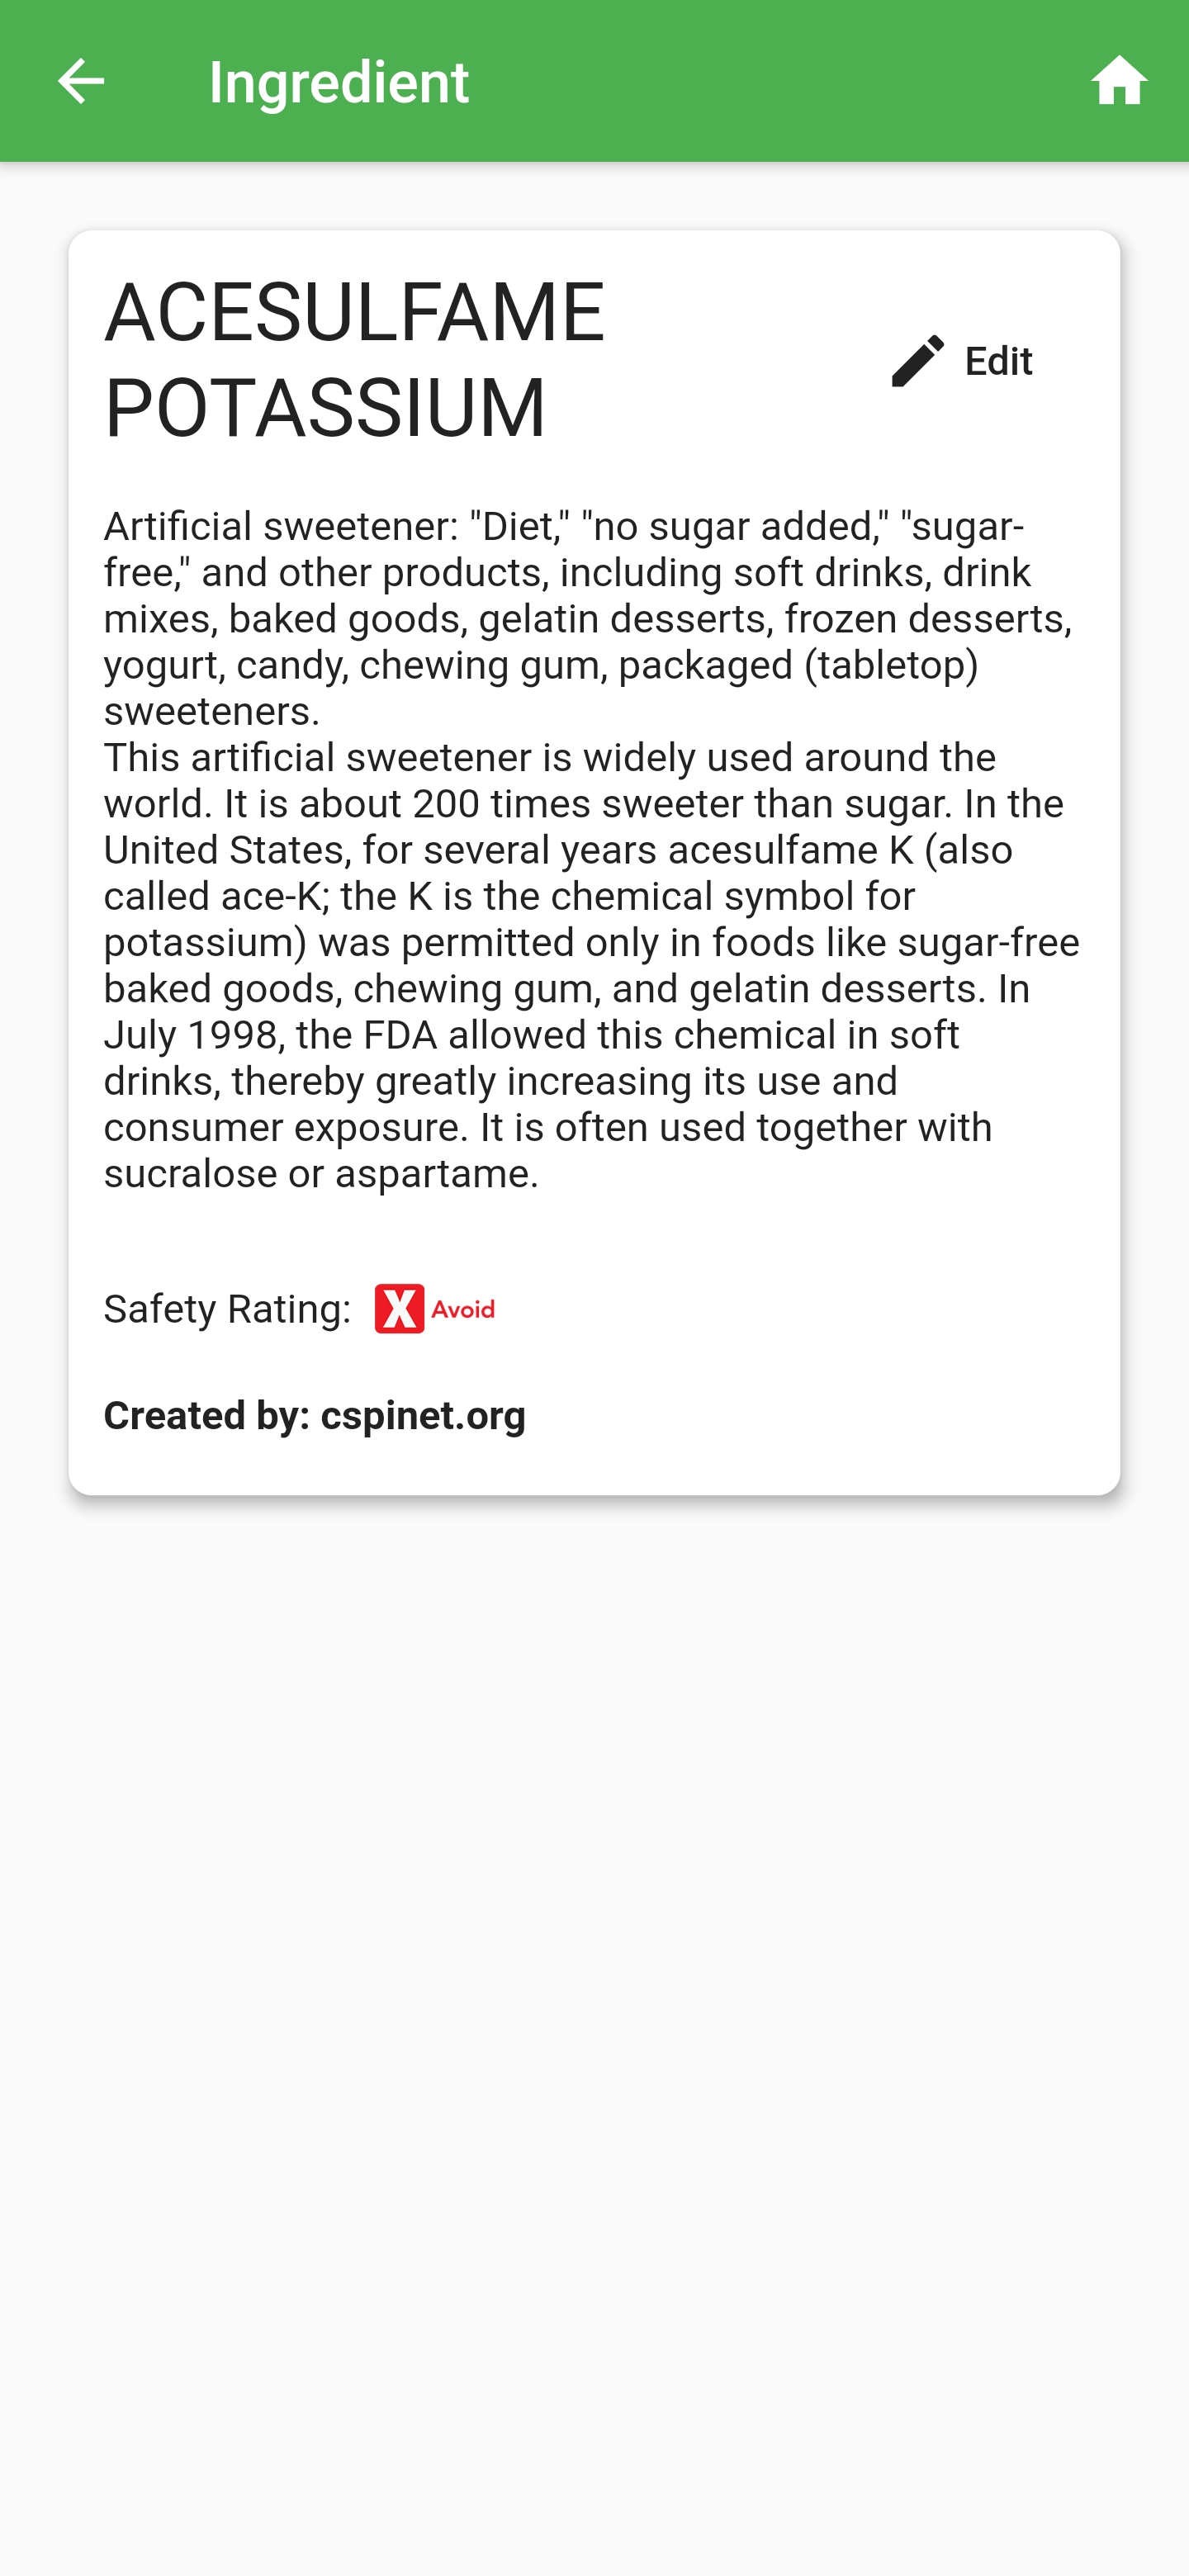 Ingredient
ACESULFAME
POTASSIUM
Edit
Artificial sweetener: "Diet," "no sugar added," "sugar-
free," and other products, including soft drinks, drink
mixes, baked goods, gelatin desserts, frozen desserts,
yogurt, candy, chewing gum, packaged (tabletop)
sweeteners.
This artificial sweetener is widely used around the
world. It is about 200 times sweeter than sugar. In the
United States, for several years acesulfame K (also
called ace-K; the K is the chemical symbol for
potassium) was permitted only in foods like sugar-free
baked goods, chewing gum, and gelatin desserts. In
July 1998, the FDA allowed this chemical in soft
drinks, thereby greatly increasing its use and
consumer exposure. It is often used together with
sucralose or aspartame.
Safety Rating: X Avoid
Created by: cspinet.org